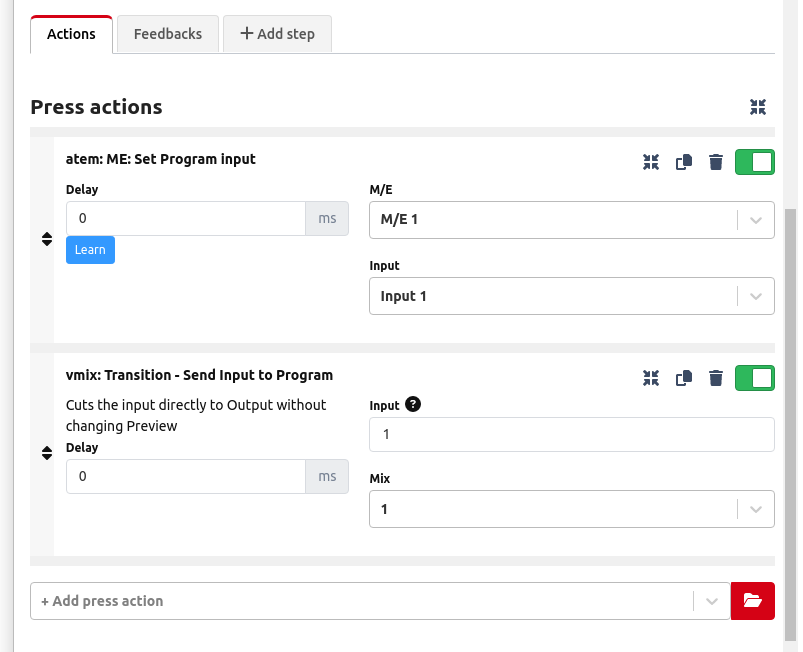 Actions
Feedbacks
+ Add step
Press actions
atem: ME: Set Program input
Delay
0
ms
Learn
M/E
M/E 1
Input
Input 1
vmix: Transition - Send Input to Program
Cuts the input directly to Output without
changing Preview
Delay
0
ms
Input ?
1
Mix
1
+ Add press action